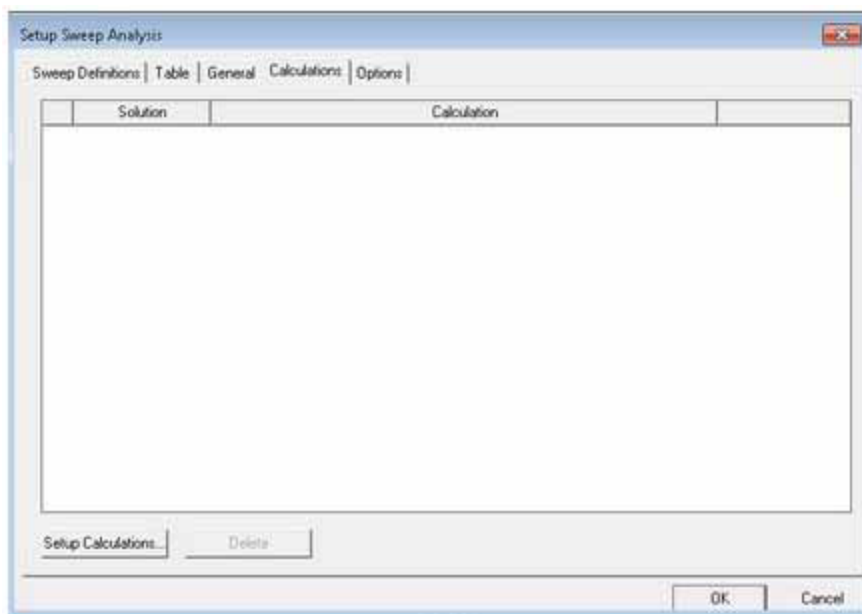 Setup Sweep Analysis
Sweep Definitions Table General Calculations Options
Solution Calculation
Setup Calculations... Delete
OK Cancel